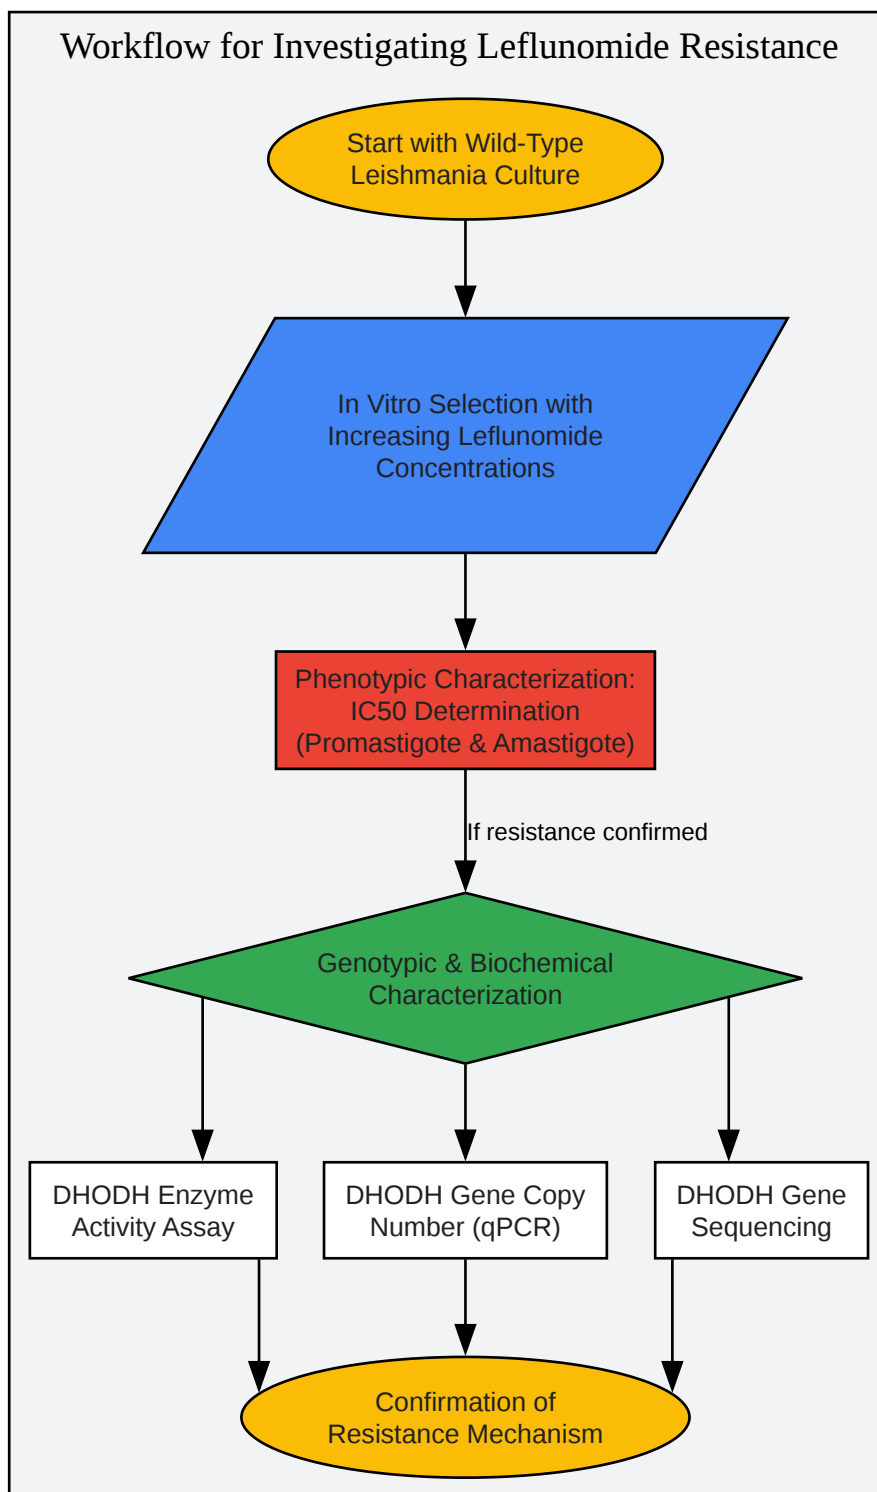 Workflow for Investigating Leflunomide Resistance
Start with Wild-Type
Leishmania Culture
In Vitro Selection with
Increasing Leflunomide
Concentrations
Phenotypic Characterization:
IC50 Determination
(Promastigote & Amastigote)
If resistance confirmed
Genotypic & Biochemical
Characterization
DHODH Enzyme
Activity Assay
DHODH Gene Copy
Number (qPCR)
DHODH Gene
Sequencing
Confirmation of
Resistance Mechanism